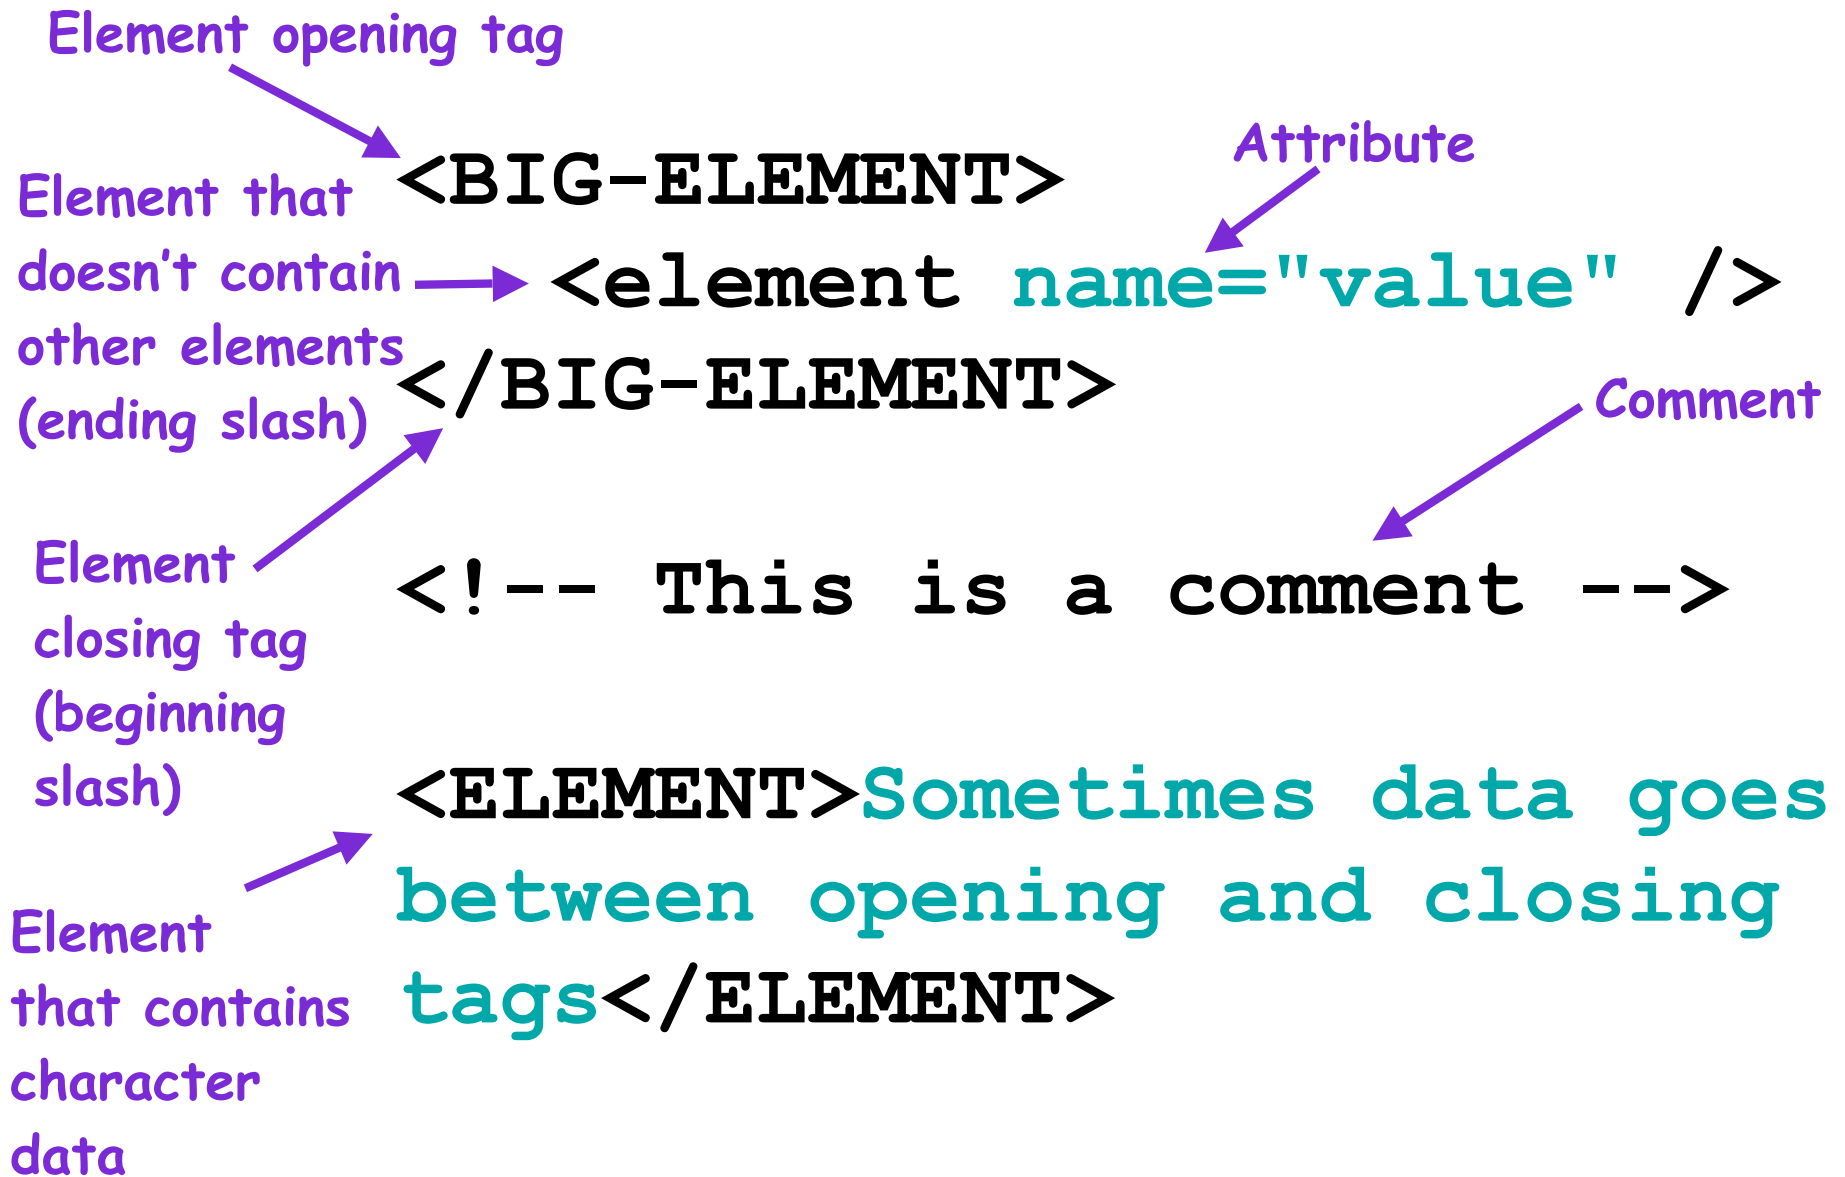 Element opening tag
<BIG-ELEMENT>
Attribute
Element that
doesn't contain
other elements
(ending slash)
<element name="value" />
</BIG-ELEMENT>
Comment
Element
closing tag
(beginning
slash)
<!-- This is a comment -->
<ELEMENT>Sometimes data goes
between opening and closing
tags</ELEMENT>
Element
that contains
character
data